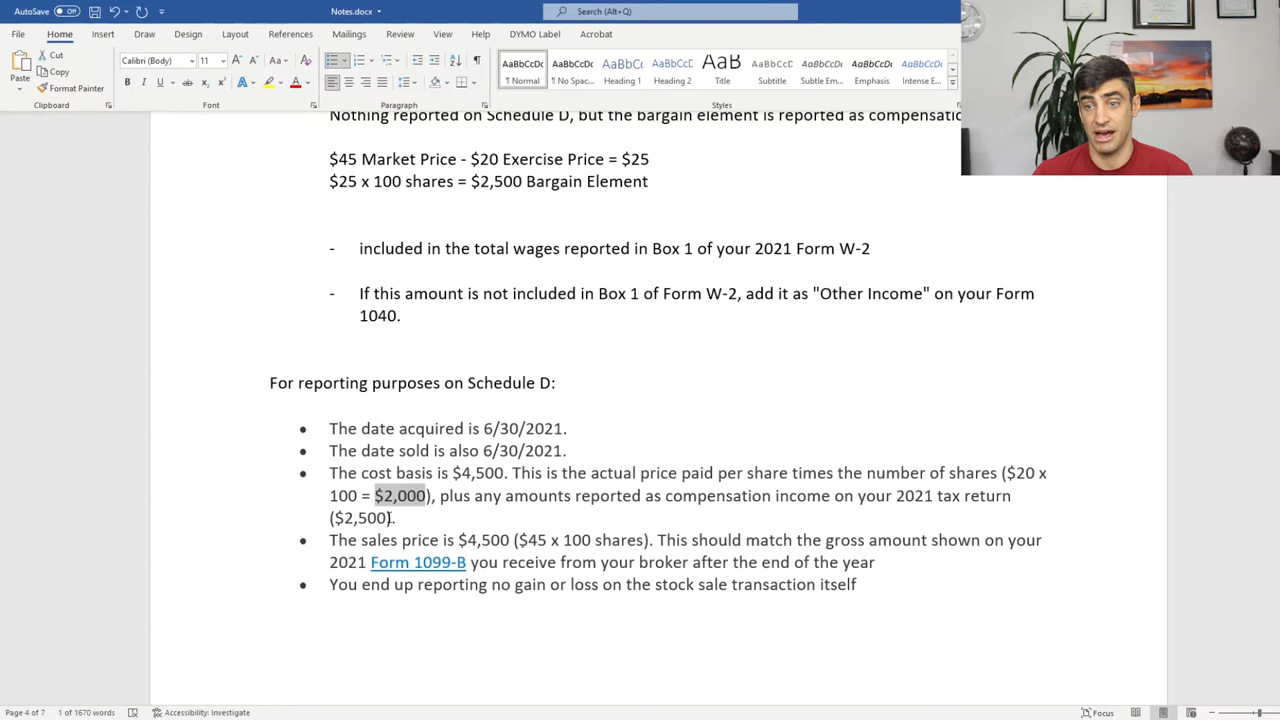 AutoSave Off Notes.docx Search (Alt+Q)
File Home Insert Draw Design Layout References Mailings Review View Help DYMO Label Acrobat
Paste Cut Copy Format Painter
Calibri (Body) 11
AaBbCcDc AaBbCcDc AaBbC( AaBbCcC AaB AaBbCcD AaBbCcDc AaBbCcDc AaBbCcDc
¶ Normal ¶ No Spac... Heading 1 Heading 2 Title Subtitle Subtle Em... Emphasis Intense E...
Clipboard Font Paragraph Styles
Nothing reported on Schedule D, but the bargain element is reported as compensatio
$45 Market Price - $20 Exercise Price = $25
$25 x 100 shares = $2,500 Bargain Element
- included in the total wages reported in Box 1 of your 2021 Form W-2
- If this amount is not included in Box 1 of Form W-2, add it as "Other Income" on your Form
1040.
For reporting purposes on Schedule D:
• The date acquired is 6/30/2021.
• The date sold is also 6/30/2021.
• The cost basis is $4,500. This is the actual price paid per share times the number of shares ($20 x
100 = $2,000), plus any amounts reported as compensation income on your 2021 tax return
($2,500).
• The sales price is $4,500 ($45 x 100 shares). This should match the gross amount shown on your
2021 Form 1099-B you receive from your broker after the end of the year
• You end up reporting no gain or loss on the stock sale transaction itself
Page 4 of 7 1 of 1670 words Accessibility: Investigate Focus